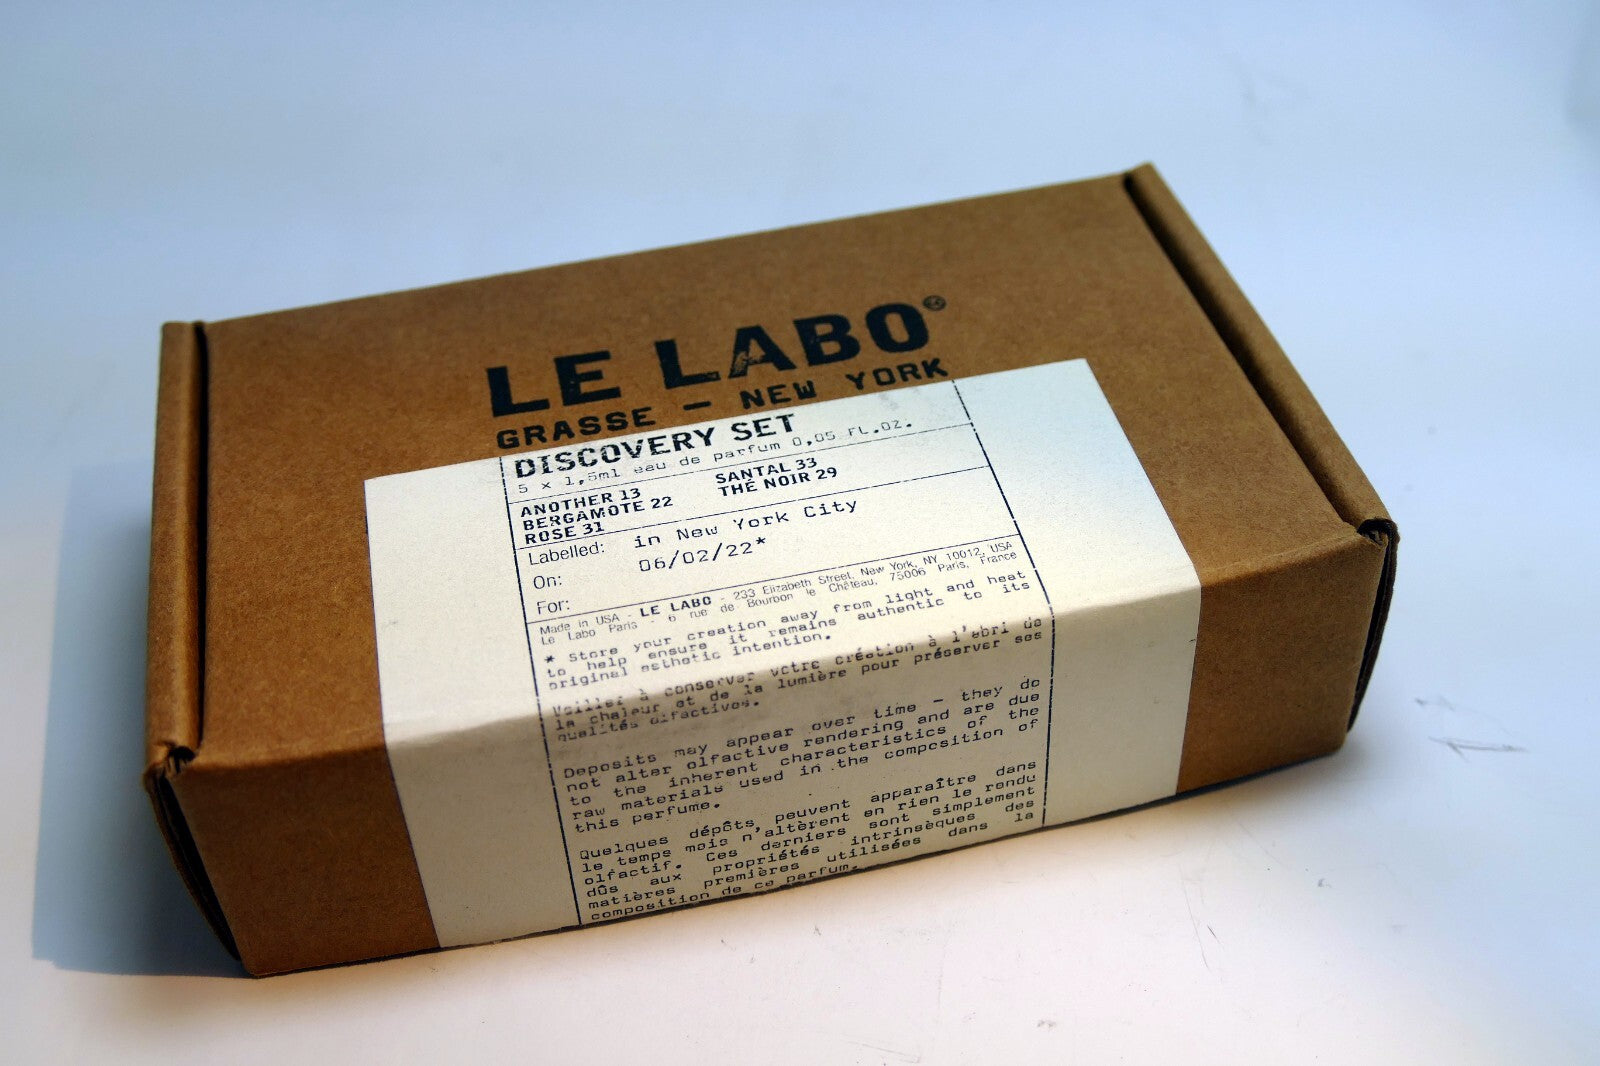 LE LABO®
GRASSE — NEW YORK
DISCOVERY SET
5 x 1,5ml eau de parfum 0,05 FL.OZ.
ANOTHER 13
BERGAMOTE 22
ROSE 31
SANTAL 33
THÉ NOIR 29
Labelled: in New York City
On: 06/02/22*
For:
Made in USA - LE LABO - 233 Elizabeth Street, New York, NY 10012, USA
Le Labo Paris - 6 rue de Bourbon le Château, 75006 Paris, France
* Store your creation away from light and heat
to help ensure it remains authentic to its
original esthetic intention.
Veillez à conserver votre création à l'abri de
la chaleur et de la lumière pour préserver ses
qualités olfactives.
Deposits may appear over time — they do
not alter olfactive rendering and are due
to the inherent characteristics of the
raw materials used in the composition of
this perfume.
Quelques dépôts peuvent apparaître dans
le temps mais n'altèrent en rien le rendu
olfactif. Ces derniers sont simplement
dûs aux propriétés intrinsèques des
matières premières utilisées dans la
composition de ce parfum.